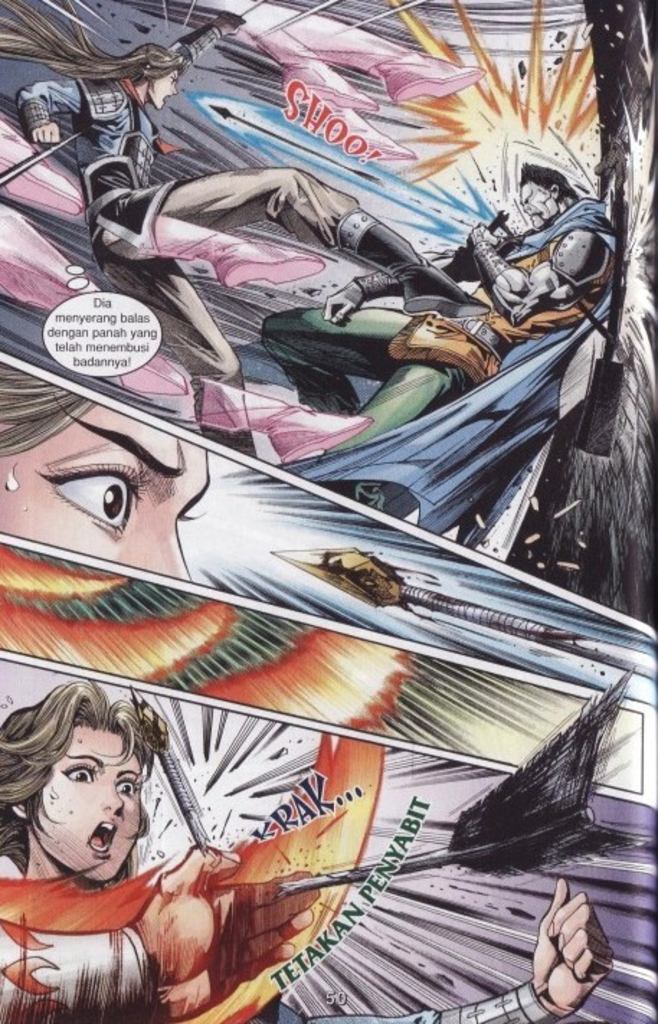 SHOO!
Dia
menyerang balas
dengan panah yang
telah menembusi
badannya!
KRAK...
TETAKAN PENYABIT
50